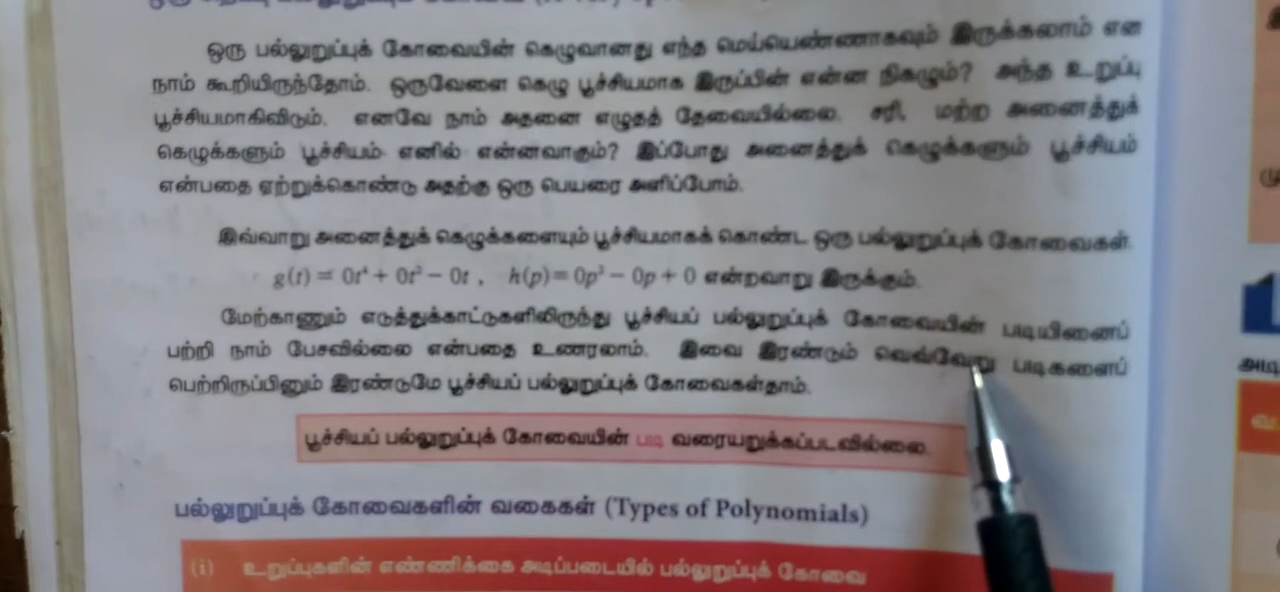 ஒரு பல்லுறுப்புக் கோவையின் கெழுவானது எந்த மெய்யெண்ணாகவும் இருக்கலாம் என
நாம் கூறியிருந்தோம். ஒருவேளை கெழு பூச்சியமாக இருப்பின் என்ன நிகழும்? அந்த உறுப்பு
பூச்சியமாகிவிடும். எனவே நாம் அதனை எழுதத் தேவையில்லை. சரி, மற்ற அனைத்துக்
கெழுக்களும் பூச்சியம் எனில் என்னவாகும்? இப்போது அனைத்துக் கெழுக்களும் பூச்சியம்
என்பதை ஏற்றுக்கொண்டு அதற்கு ஒரு பெயரை அளிப்போம்.
இவ்வாறு அனைத்துக் கெழுக்களையும் பூச்சியமாகக் கொண்ட ஒரு பல்லுறுப்புக் கோவைகள்.
g(t) = 0t⁴ + 0t² − 0t , h(p) = 0p² − 0p + 0 என்றவாறு இருக்கும்.
மேற்காணும் எடுத்துக்காட்டுகளிலிருந்து பூச்சியப் பல்லுறுப்புக் கோவையின் படியினைப்
பற்றி நாம் பேசவில்லை என்பதை உணரலாம். இவை இரண்டும் வெவ்வேறு படிகளைப்
பெற்றிருப்பினும் இரண்டுமே பூச்சியப் பல்லுறுப்புக் கோவைகள்தாம்.
பூச்சியப் பல்லுறுப்புக் கோவையின் படி வரையறுக்கப்படவில்லை.
பல்லுறுப்புக் கோவைகளின் வகைகள் (Types of Polynomials)
(i) உறுப்புகளின் எண்ணிக்கை அடிப்படையில் பல்லுறுப்புக் கோவை